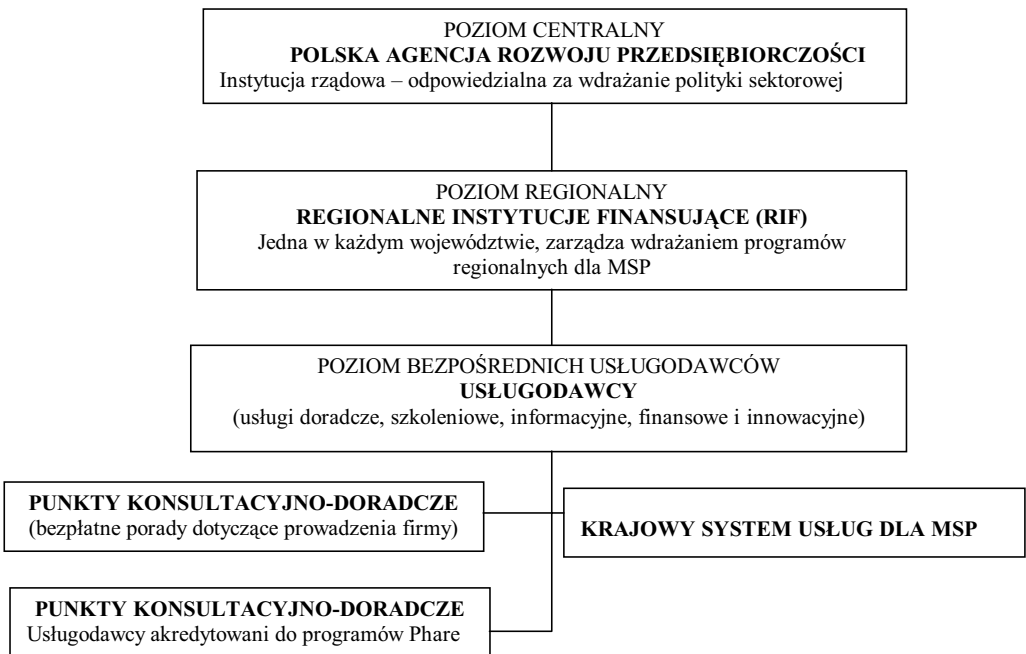 POZIOM CENTRALNY
POLSKA AGENCJA ROZWOJU PRZEDSIĘBIORCZOŚCI
Instytucja rządowa – odpowiedzialna za wdrażanie polityki sektorowej
POZIOM REGIONALNY
REGIONALNE INSTYTUCJE FINANSUJĄCE (RIF)
Jedna w każdym województwie, zarządza wdrażaniem programów
regionalnych dla MSP
POZIOM BEZPOŚREDNICH USŁUGODAWCÓW
USŁUGODAWCY
(usługi doradcze, szkoleniowe, informacyjne, finansowe i innowacyjne)
PUNKTY KONSULTACYJNO-DORADCZE
(bezpłatne porady dotyczące prowadzenia firmy)
KRAJOWY SYSTEM USŁUG DLA MSP
PUNKTY KONSULTACYJNO-DORADCZE
Usługodawcy akredytowani do programów Phare